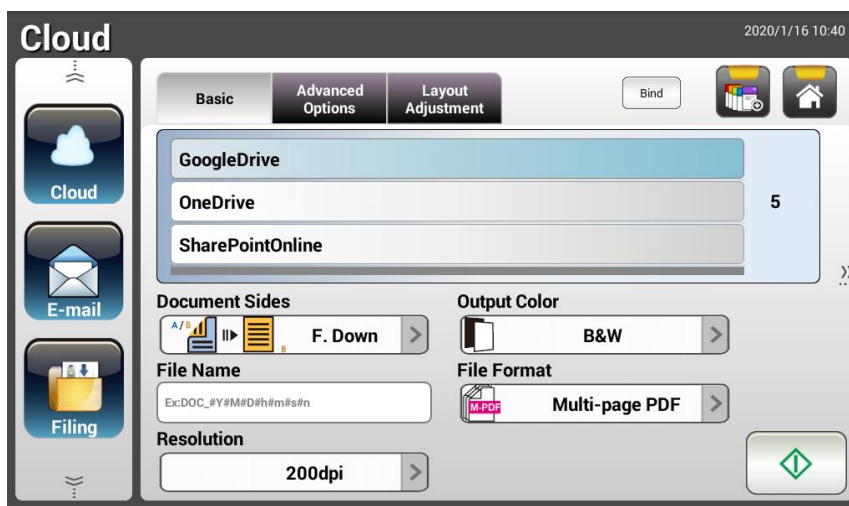 Cloud
2020/1/16 10:40
Basic
Advanced
Options
Layout
Adjustment
Bind
Cloud
GoogleDrive
OneDrive
5
SharePointOnline
E-mail
Document Sides
Output Color
A/B
B
F. Down
B&W
File Name
File Format
Ex:DOC_#Y#M#D#h#m#s#n
M-PDF
Multi-page PDF
Filing
Resolution
200dpi